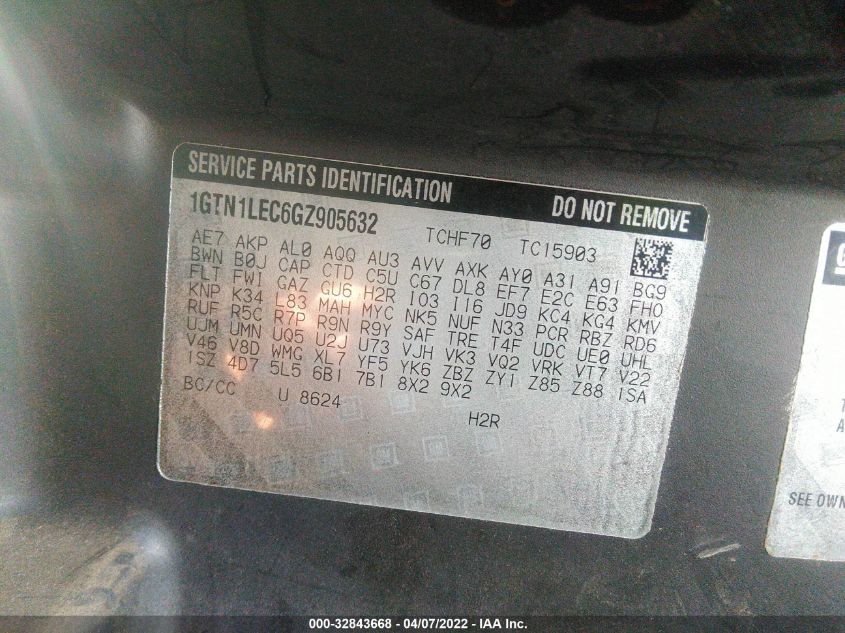 SERVICE PARTS IDENTIFICATION DO NOT REMOVE
1GTN1LEC6GZ905632 TCHF70 TC15903
AE7 AKP AL0 AQQ AU3 AVV AXK AY0 A31 A91 BG9
BWN B0J CAP CTD C5U C67 DL8 EF7 E2C E63 FHO
FLT FWI GAZ GU6 H2R IO3 I16 JD9 KC4 KG4 KMV
KNP K34 L83 MAH MYC NK5 NUF N33 PCR RBZ RD6
RUF R5C R7P R9N R9Y SAF TRE T4F UDC UE0 UHL
UJM UMN UQ5 U2J U73 VJH VK3 VQ2 VRK VT7 V22
V46 V8D WMG XL7 YF5 YK6 ZBZ ZY1 Z85 Z88 1SA
1SZ 4D7 5L5 6B1 7B1 8X2 9X2
BC/CC U 8624
H2R
SEE OWN
000-32843668 - 04/07/2022 - IAA Inc.